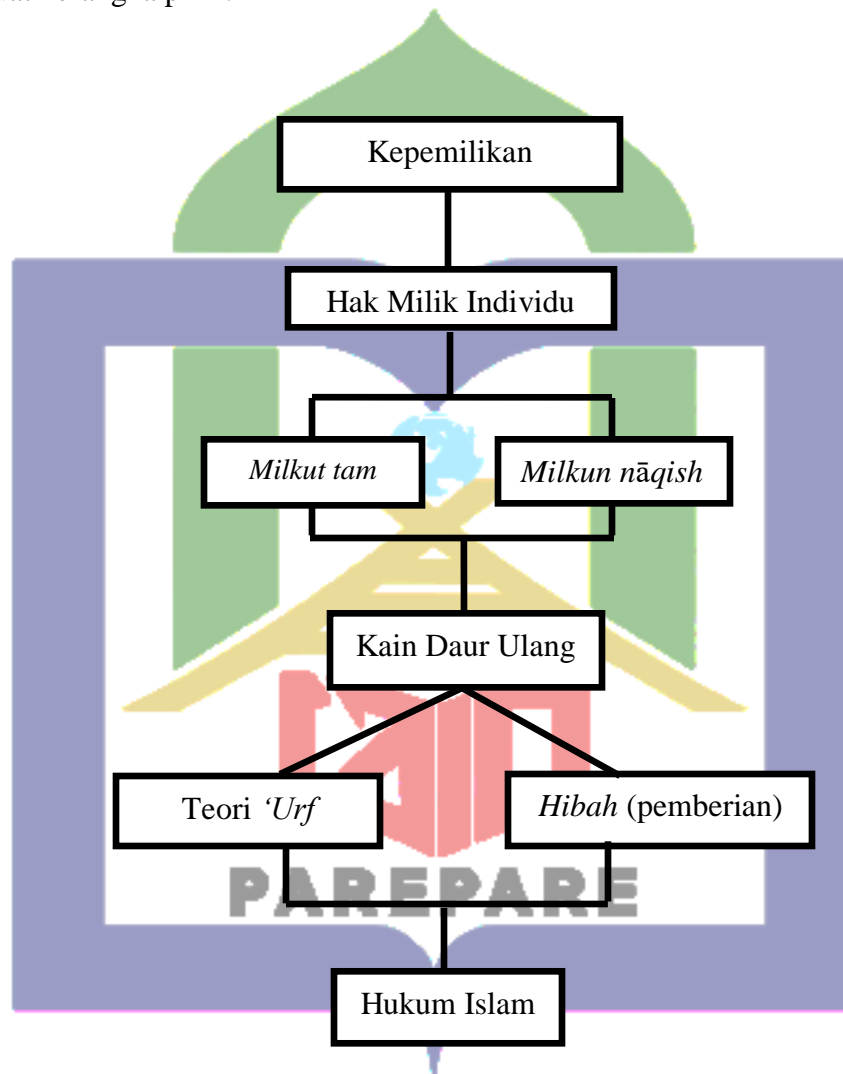 Kepemilikan
Hak Milik Individu
Milkut tam
Milkun nāqish
Kain Daur Ulang
Teori ‘Urf
Hibah (pemberian)
PAREPARE
Hukum Islam